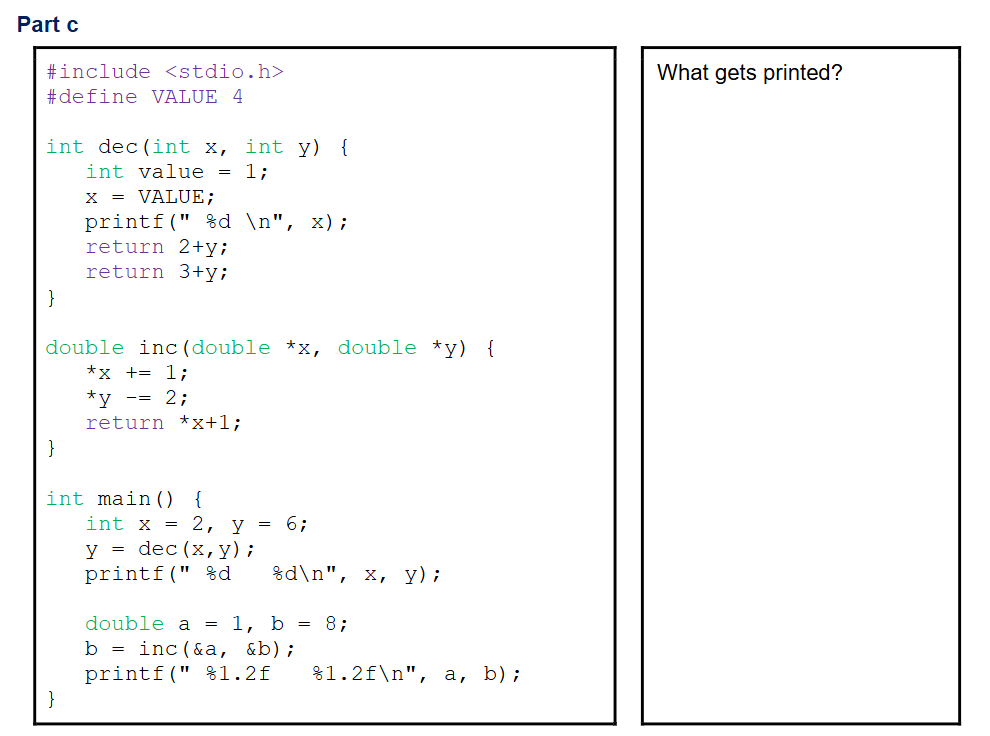 Part c
#include <stdio.h>
#define VALUE 4
int dec(int x, int y) {
   int value = 1;
   x = VALUE;
   printf(" %d \n", x);
   return 2+y;
   return 3+y;
}
double inc(double *x, double *y) {
   *x += 1;
   *y -= 2;
   return *x+1;
}
int main() {
   int x = 2, y = 6;
   y = dec(x,y);
   printf(" %d   %d\n", x, y);
   double a = 1, b = 8;
   b = inc(&a, &b);
   printf(" %1.2f   %1.2f\n", a, b);
}
What gets printed?